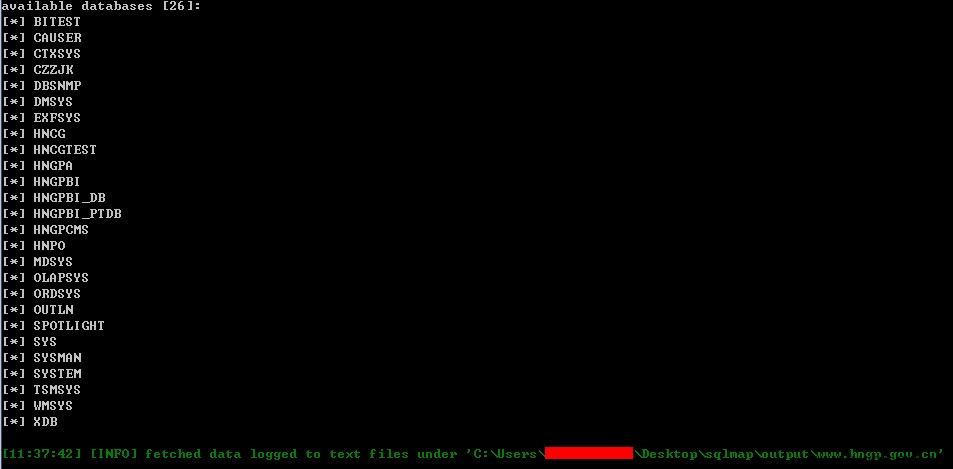 available databases [26]:
[*] BITEST
[*] CAUSER
[*] CTXSYS
[*] CZZJK
[*] DBSNMP
[*] DMSYS
[*] EXFSYS
[*] HNCG
[*] HNCGTEST
[*] HNGPA
[*] HNGPBI
[*] HNGPBI_DB
[*] HNGPBI_PTDB
[*] HNGPCMS
[*] HNPO
[*] MDSYS
[*] OLAPSYS
[*] ORDSYS
[*] OUTLN
[*] SPOTLIGHT
[*] SYS
[*] SYSMAN
[*] SYSTEM
[*] TSMSYS
[*] WMSYS
[*] XDB
[11:37:42] [INFO] fetched data logged to text files under 'C:\Users\ \Desktop\sqlmap\output\www.hngp.gov.cn'